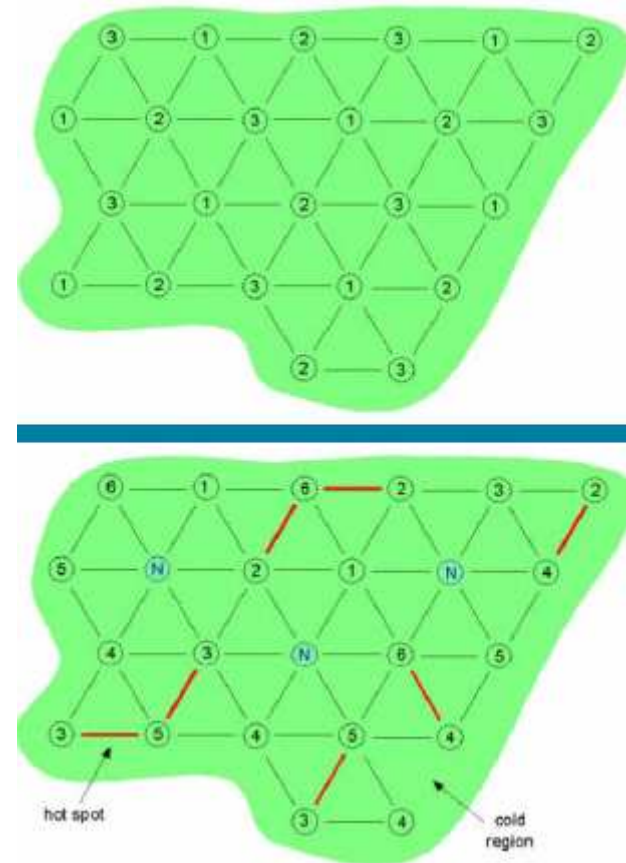 3 1 2 3 1 2
1 2 3 1 2 3
3 1 2 3 1
1 2 3 1 2
2 3
6 1 6 2 3 2
5 N 2 1 N 4
4 3 N 6 5
3 5 4 5 4
hot spot
3 4
cold
region